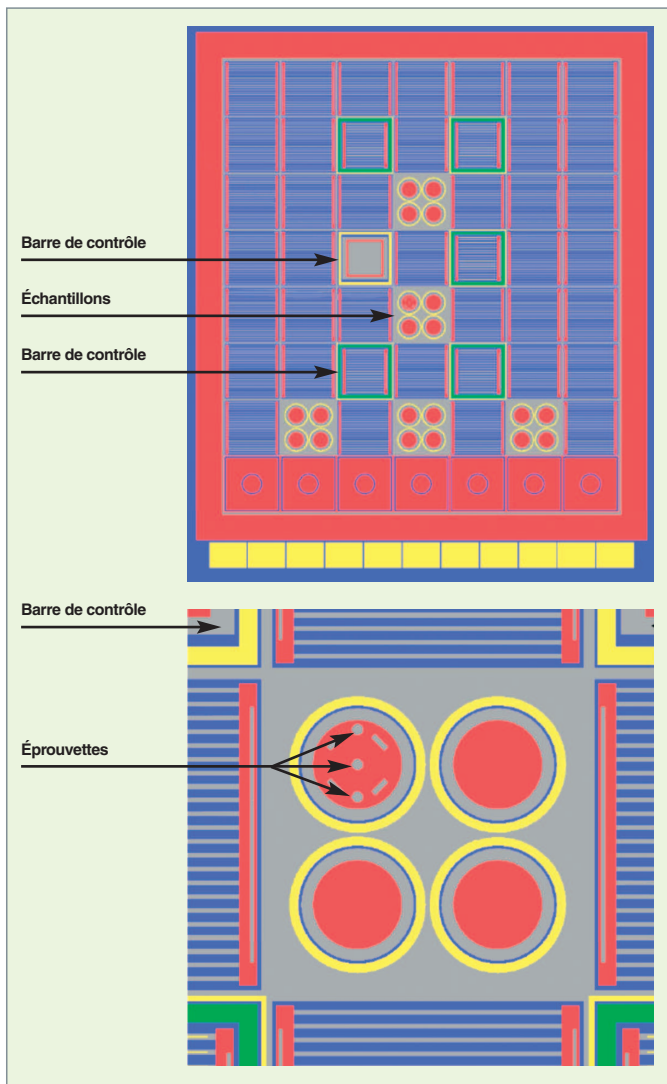 Barre de contrôle
Échantillons
Barre de contrôle
Barre de contrôle
Éprouvettes